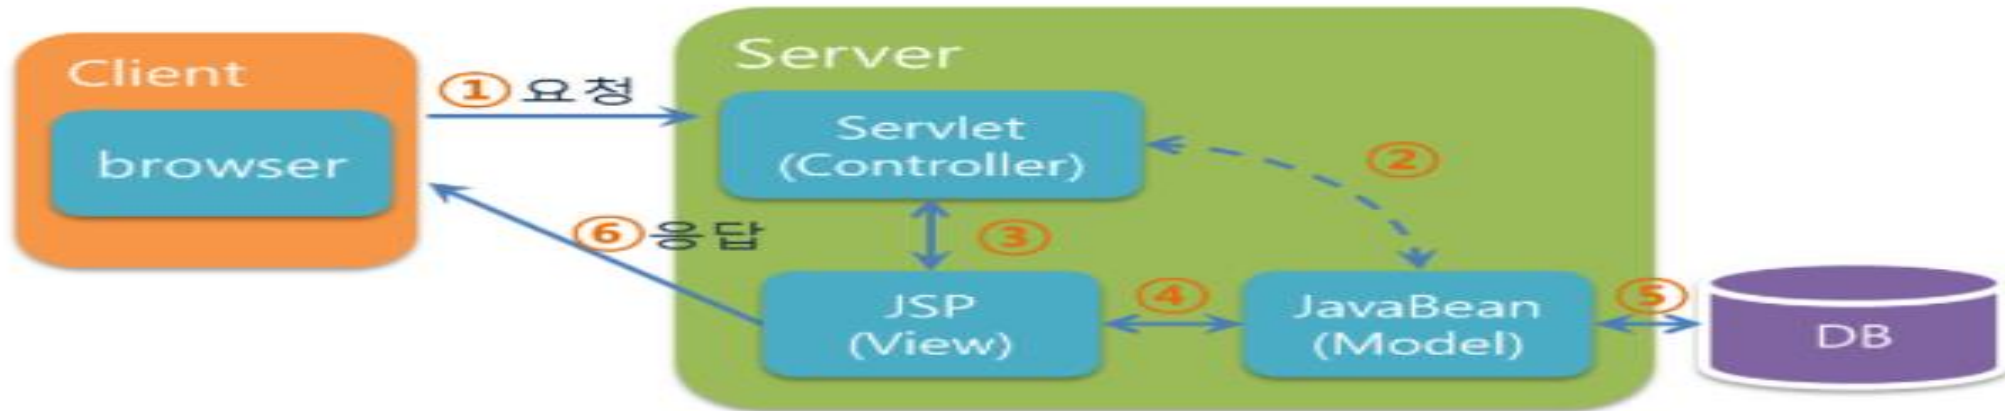 Client
browser
① 요청
Server
Servlet
(Controller)
②
③
⑥ 응답
JSP
(View)
④
JavaBean
(Model)
⑤
DB